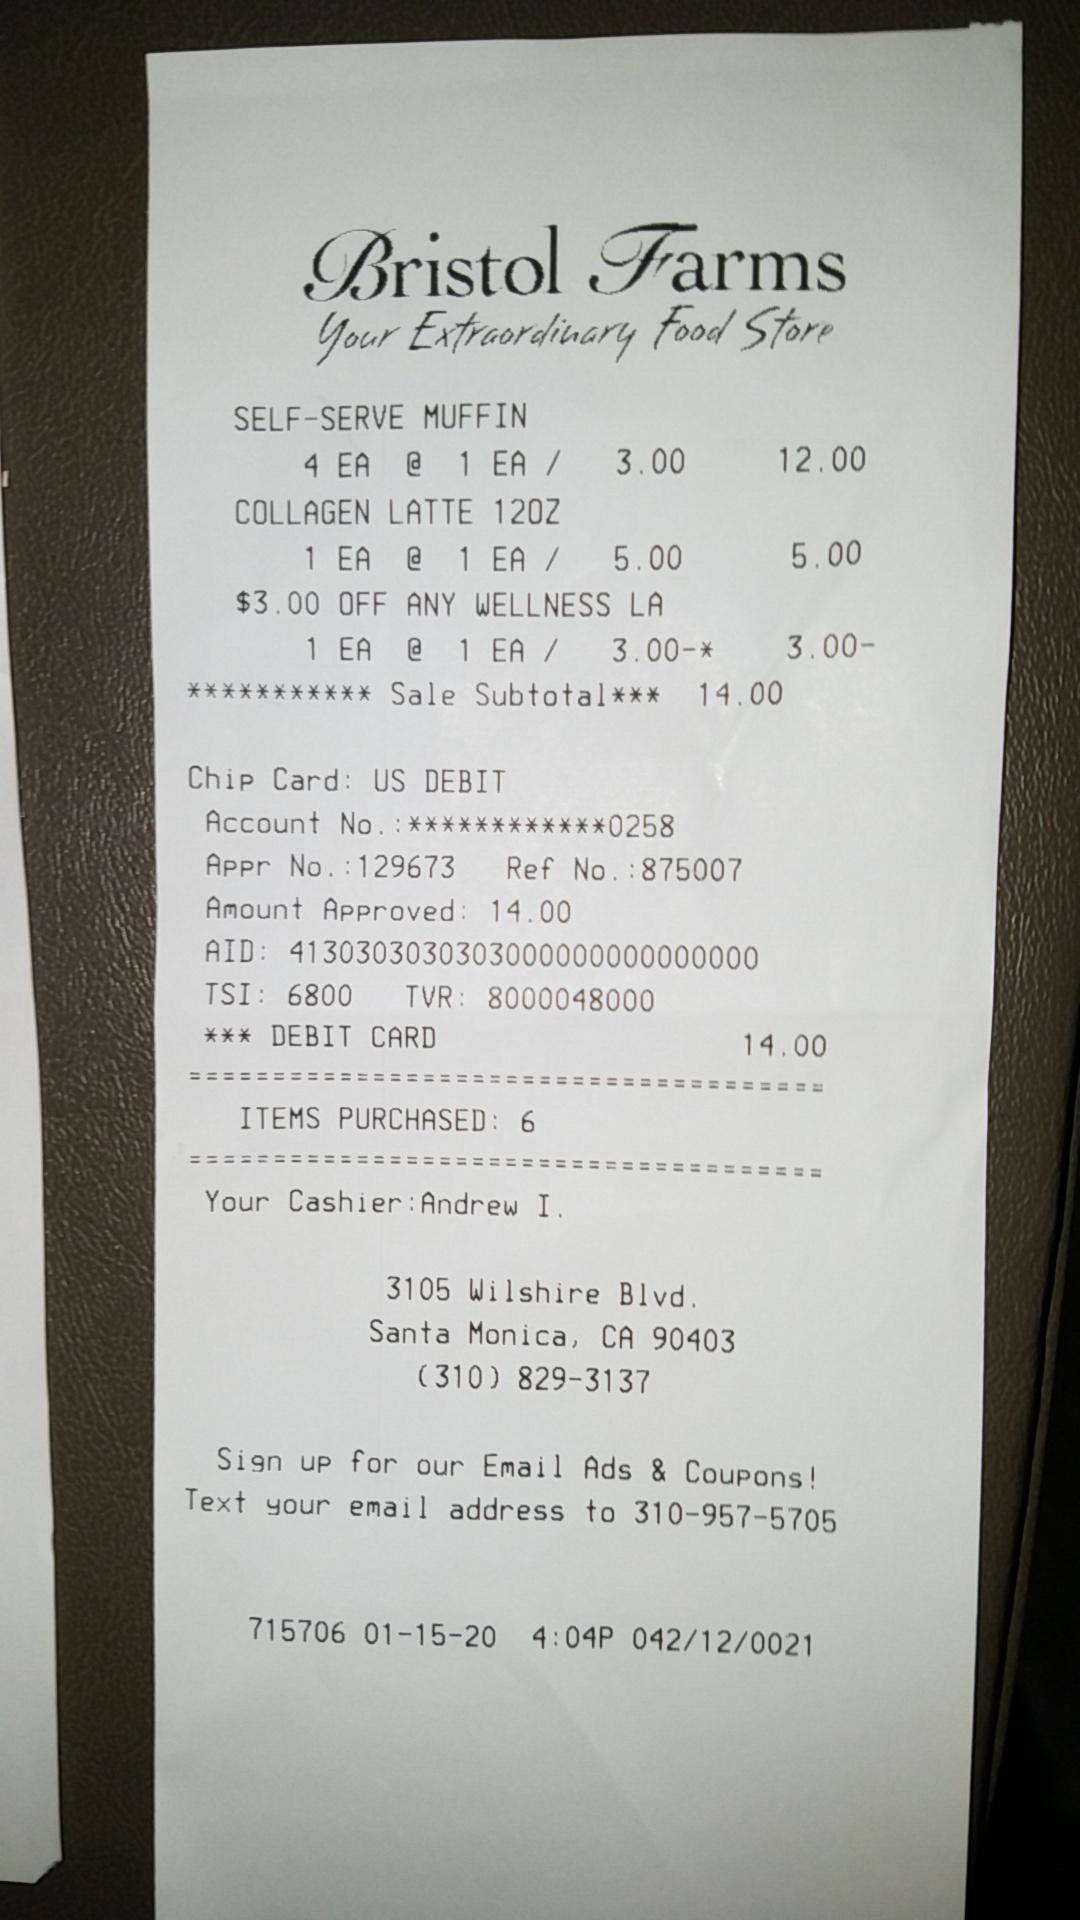 Bristol Farms
Your Extraordinary Food Store
SELF-SERVE MUFFIN
4 EA @ 1 EA / 3.00 12.00
COLLAGEN LATTE 12OZ
1 EA @ 1 EA / 5.00 5.00
$3.00 OFF ANY WELLNESS LA
1 EA @ 1 EA / 3.00-* 3.00-
*********** Sale Subtotal*** 14.00
Chip Card: US DEBIT
Account No.:************0258
Appr No.:129673 Ref No.:875007
Amount Approved: 14.00
AID: 4130303030303000000000000000
TSI: 6800 TVR: 8000048000
*** DEBIT CARD 14.00
======================================
ITEMS PURCHASED: 6
======================================
Your Cashier:Andrew I.
3105 Wilshire Blvd.
Santa Monica, CA 90403
(310) 829-3137
Sign up for our Email Ads & Coupons!
Text your email address to 310-957-5705
715706 01-15-20 4:04P 042/12/0021